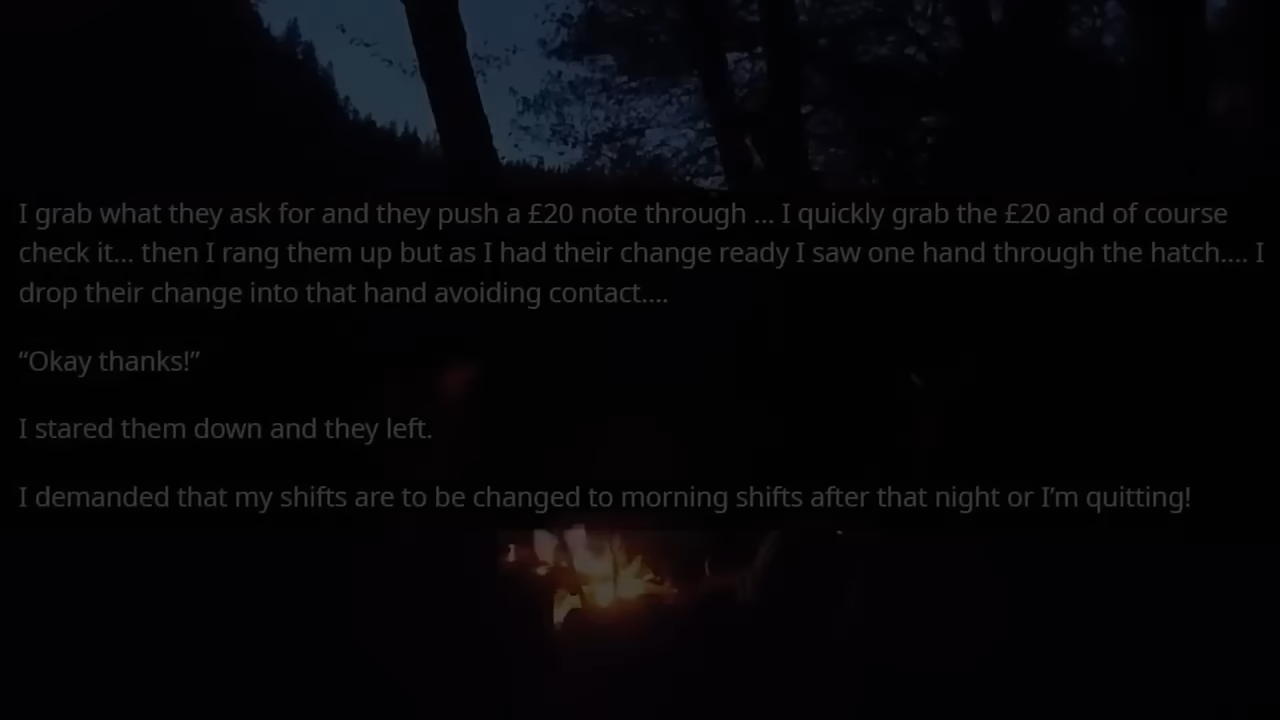 I grab what they ask for and they push a £20 note through ... I quickly grab the £20 and of course
check it... then I rang them up but as I had their change ready I saw one hand through the hatch.... I
drop their change into that hand avoiding contact....
“Okay thanks!”
I stared them down and they left.
I demanded that my shifts are to be changed to morning shifts after that night or I’m quitting!